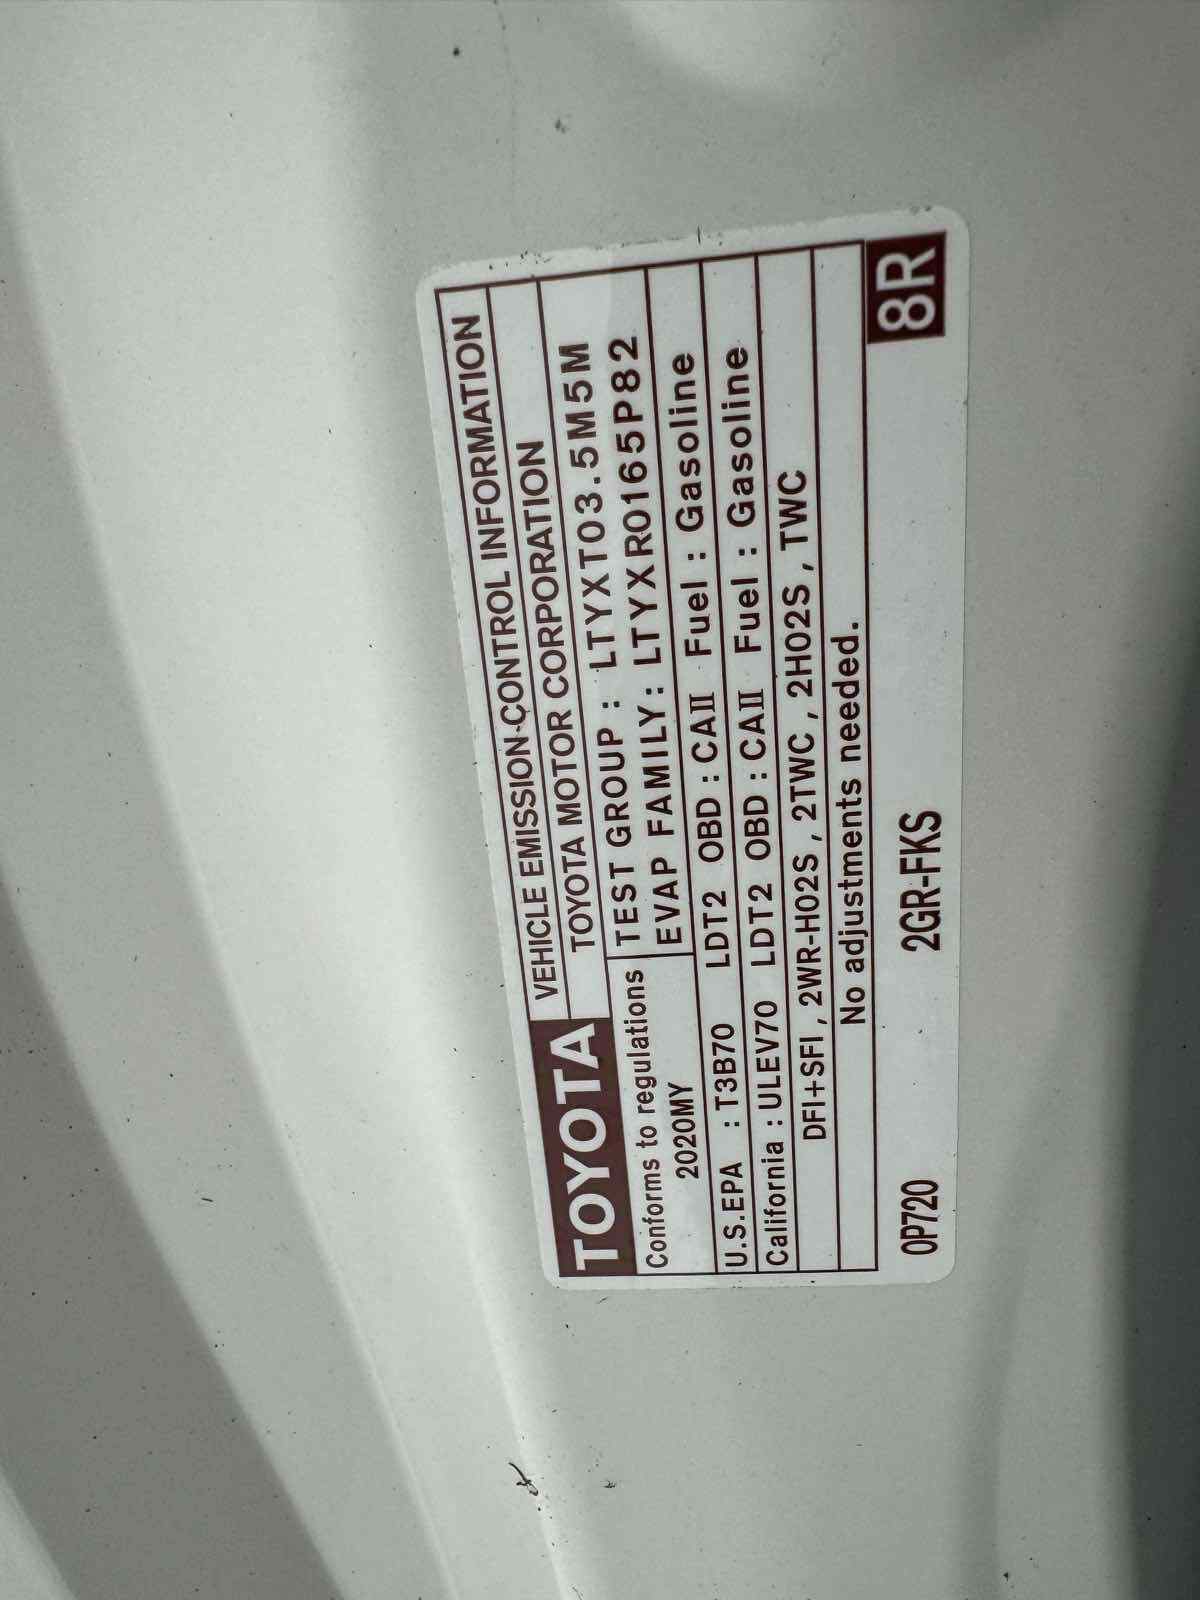 TOYOTA
VEHICLE EMISSION CONTROL INFORMATION
TOYOTA MOTOR CORPORATION
Conforms to regulations
2020MY
TEST GROUP : LTYXT03.5M5M
EVAP FAMILY: LTYXR0165P82
U.S.EPA : T3B70 LDT2 OBD : CAII Fuel : Gasoline
California : ULEV70 LDT2 OBD : CAII Fuel : Gasoline
DFI+SFI , 2WR-HO2S , 2TWC , 2HO2S , TWC
No adjustments needed.
0P720 2GR-FKS 8R